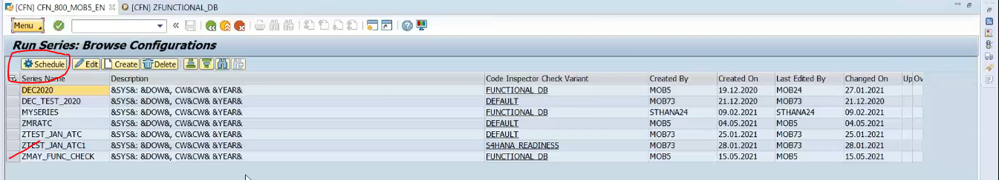 [CFN] CFN_800_MOB5_EN [CFN] ZFUNCTIONAL_DB
Menu
Run Series: Browse Configurations
Schedule Edit Create Delete
Series Name Description Code Inspector Check Variant Created By Created On Last Edited By Changed On Up Ov
DEC2020 &SYS&: &DOW&, CW&CW& &YEAR& FUNCTIONAL_DB MOB5 19.12.2020 MOB24 27.01.2021
DEC_TEST_2020 &SYS&: &DOW&, CW&CW& &YEAR& DEFAULT MOB73 21.12.2020 MOB73 21.12.2020
MYSERIES &SYS&: &DOW&, CW&CW& &YEAR& FUNCTIONAL_DB STHANA24 09.02.2021 STHANA24 09.02.2021
ZMRATC &SYS&: &DOW&, CW&CW& &YEAR& DEFAULT MOB5 04.05.2021 MOB5 04.05.2021
ZTEST_JAN_ATC &SYS&: &DOW&, CW&CW& &YEAR& DEFAULT MOB73 25.01.2021 MOB73 25.01.2021
ZTEST_JAN_ATC1 &SYS&: &DOW&, CW&CW& &YEAR& S4HANA_READINESS MOB73 28.01.2021 MOB73 28.01.2021
ZMAY_FUNC_CHECK &SYS&: &DOW&, CW&CW& &YEAR& FUNCTIONAL_DB MOB5 15.05.2021 MOB5 15.05.2021